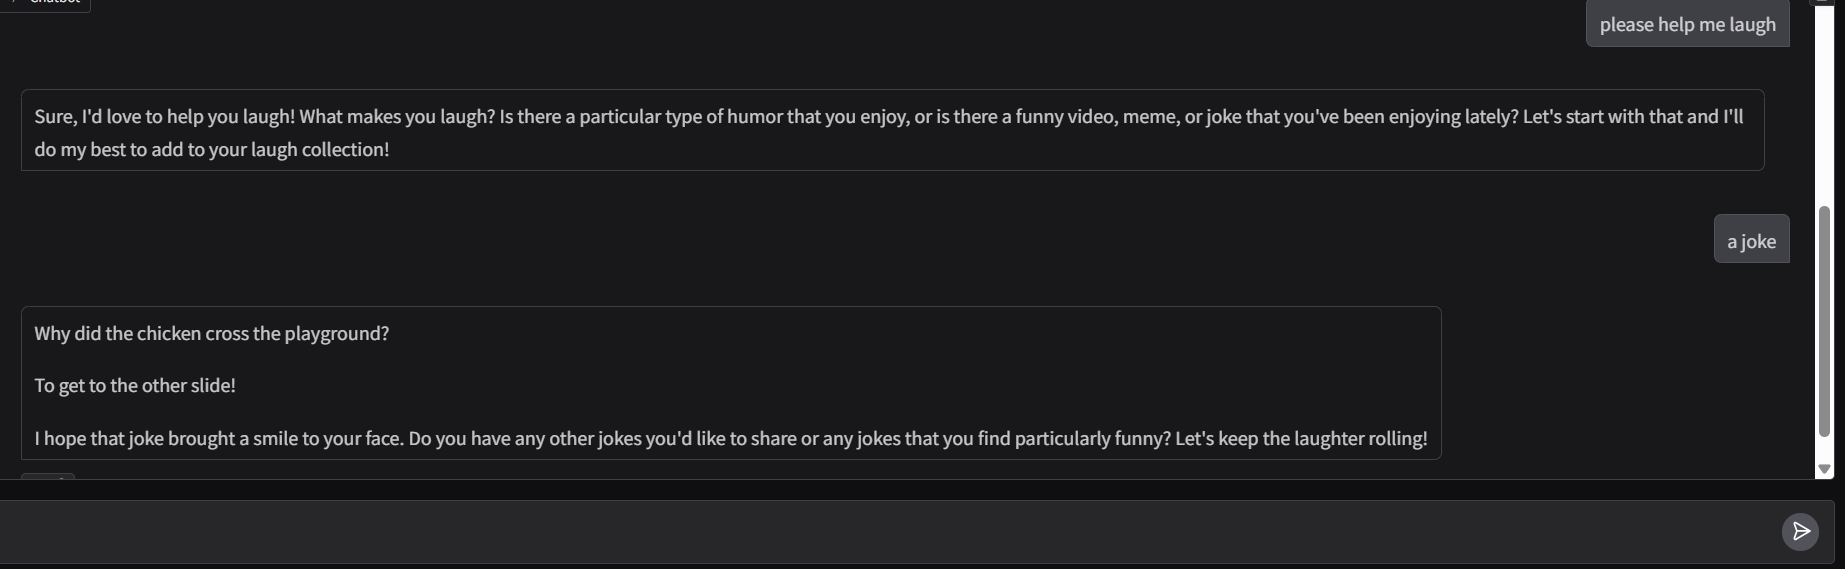 Chatbot
please help me laugh
Sure, I'd love to help you laugh! What makes you laugh? Is there a particular type of humor that you enjoy, or is there a funny video, meme, or joke that you've been enjoying lately? Let's start with that and I'll
do my best to add to your laugh collection!
a joke
Why did the chicken cross the playground?
To get to the other slide!
I hope that joke brought a smile to your face. Do you have any other jokes you'd like to share or any jokes that you find particularly funny? Let's keep the laughter rolling!